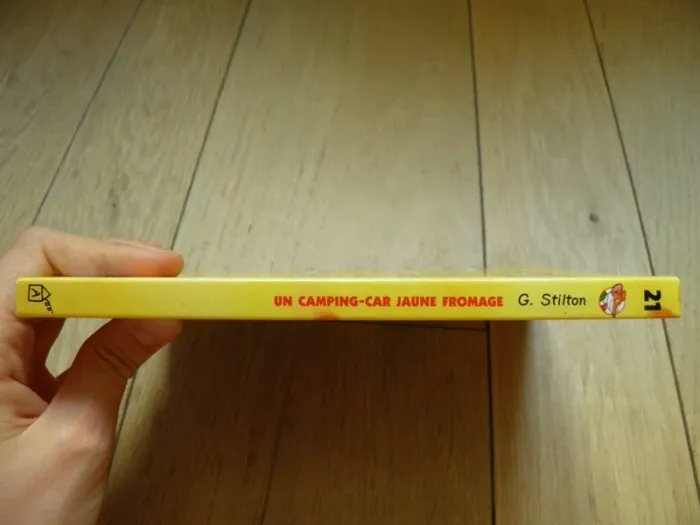 UN CAMPING-CAR JAUNE FROMAGE G. Stilton 21
A